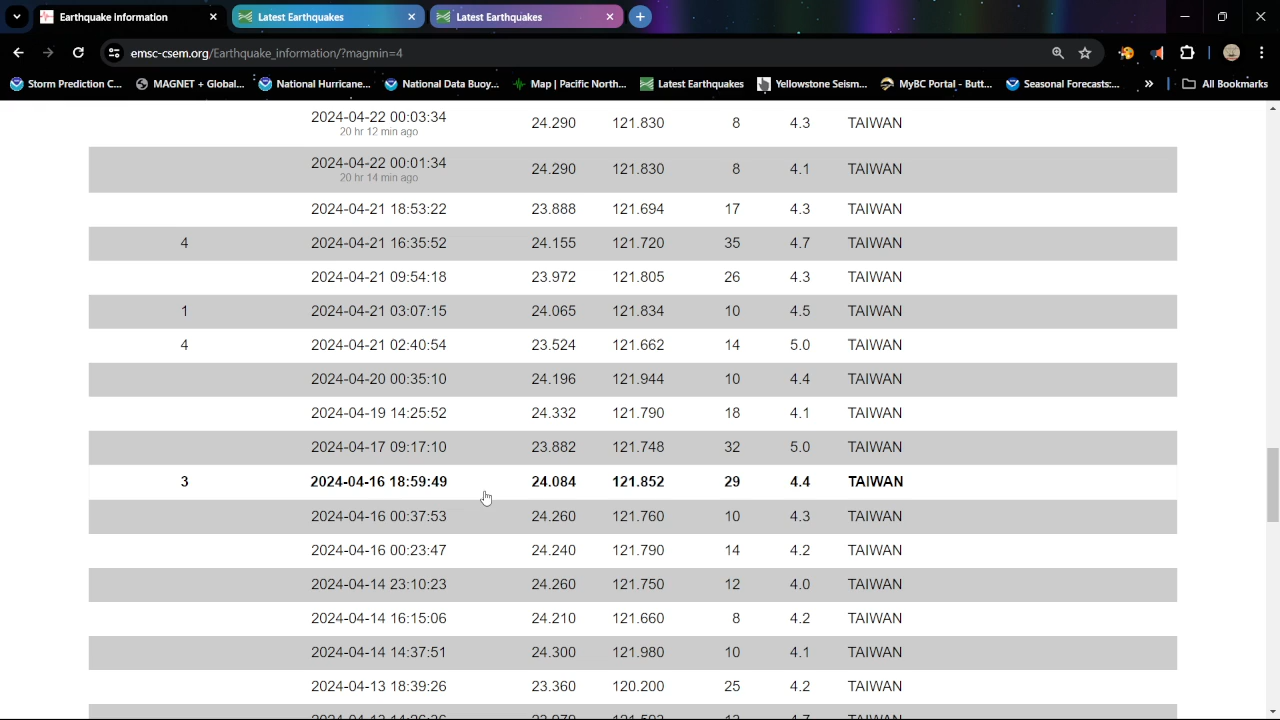 Earthquake Information
Latest Earthquakes
Latest Earthquakes
emsc-csem.org/Earthquake_information/?magmin=4
Storm Prediction C... MAGNET + Global... National Hurricane... National Data Buoy... Map | Pacific North... Latest Earthquakes Yellowstone Seism... MyBC Portal - Butt... Seasonal Forecasts:... » All Bookmarks
2024-04-22 00:03:34 24.290 121.830 8 4.3 TAIWAN
20 hr 12 min ago
2024-04-22 00:01:34 24.290 121.830 8 4.1 TAIWAN
20 hr 14 min ago
2024-04-21 18:53:22 23.888 121.694 17 4.3 TAIWAN
4 2024-04-21 16:35:52 24.155 121.720 35 4.7 TAIWAN
2024-04-21 09:54:18 23.972 121.805 26 4.3 TAIWAN
1 2024-04-21 03:07:15 24.065 121.834 10 4.5 TAIWAN
4 2024-04-21 02:40:54 23.524 121.662 14 5.0 TAIWAN
2024-04-20 00:35:10 24.196 121.944 10 4.4 TAIWAN
2024-04-19 14:25:52 24.332 121.790 18 4.1 TAIWAN
2024-04-17 09:17:10 23.882 121.748 32 5.0 TAIWAN
3 2024-04-16 18:59:49 24.084 121.852 29 4.4 TAIWAN
2024-04-16 00:37:53 24.260 121.760 10 4.3 TAIWAN
2024-04-16 00:23:47 24.240 121.790 14 4.2 TAIWAN
2024-04-14 23:10:23 24.260 121.750 12 4.0 TAIWAN
2024-04-14 16:15:06 24.210 121.660 8 4.2 TAIWAN
2024-04-14 14:37:51 24.300 121.980 10 4.1 TAIWAN
2024-04-13 18:39:26 23.360 120.200 25 4.2 TAIWAN